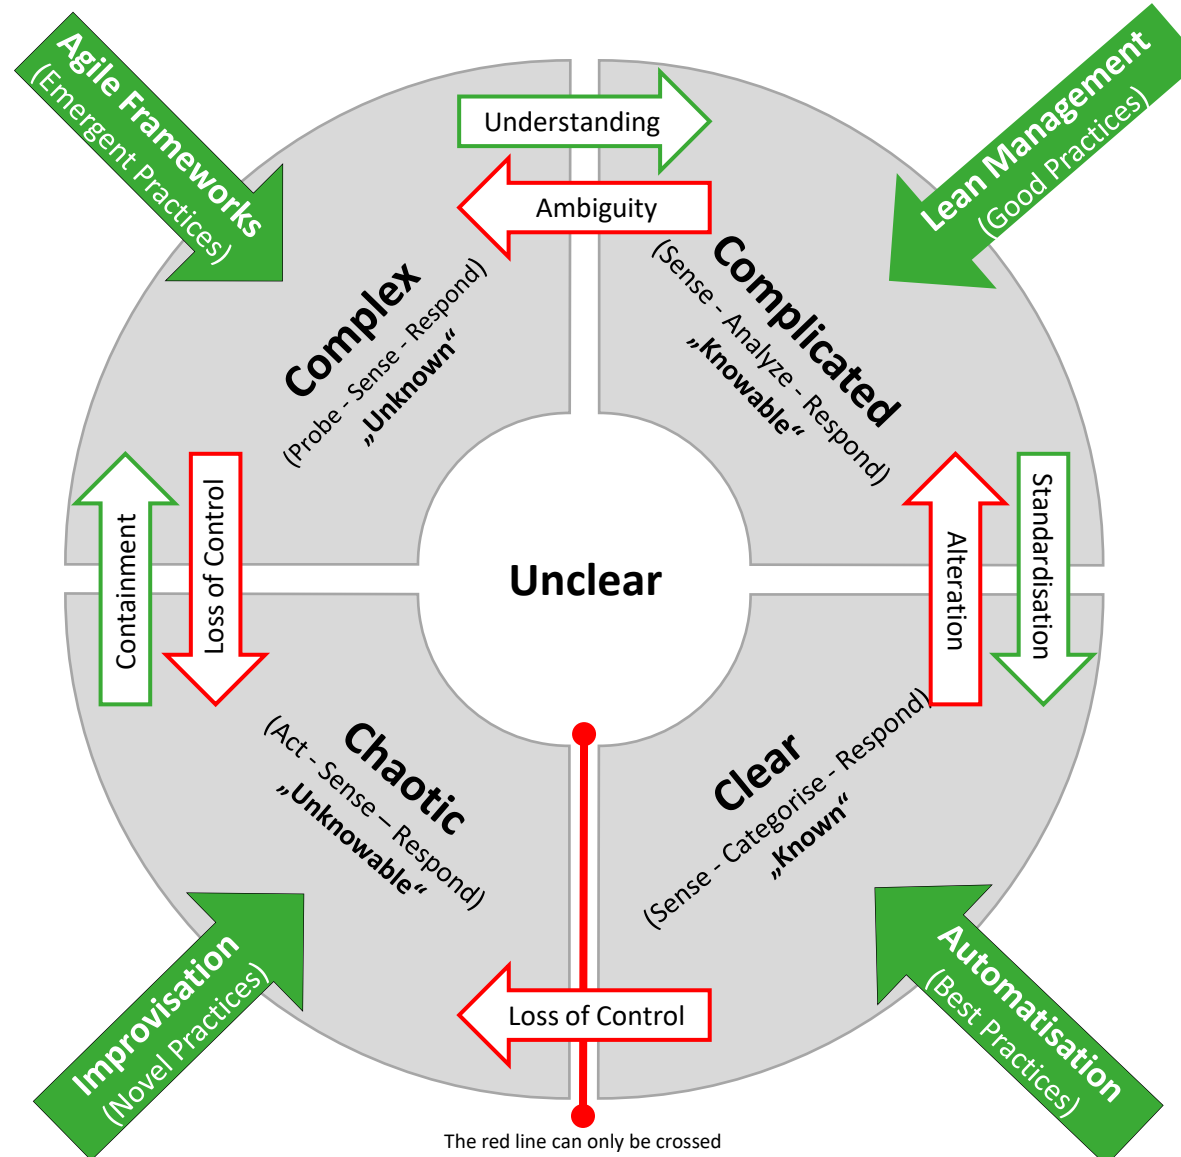 Agile Frameworks
(Emergent Practices)
Lean Management
(Good Practices)
Understanding
Ambiguity
Complex
(Probe - Sense - Respond)
„Unknown“
Complicated
(Sense - Analyze - Respond)
„Knowable“
Containment
Loss of Control
Unclear
Alteration
Standardisation
Chaotic
(Act - Sense – Respond)
„Unknowable“
Clear
(Sense - Categorise - Respond)
„Known“
Improvisation
(Novel Practices)
Loss of Control
Automatisation
(Best Practices)
The red line can only be crossed